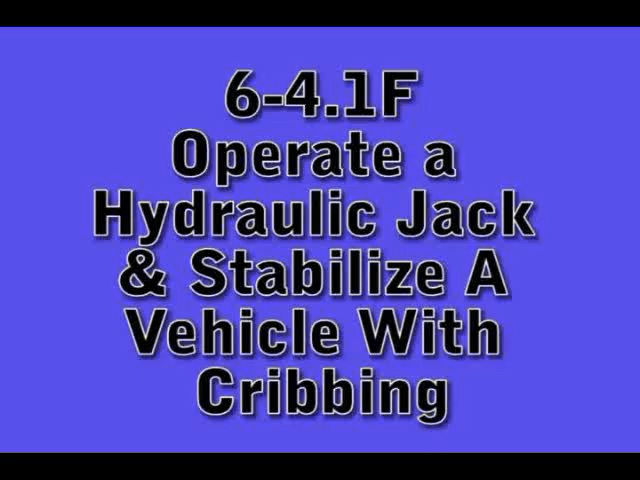 6-4.1F
Operate a
Hydraulic Jack
& Stabilize A
Vehicle With
Cribbing